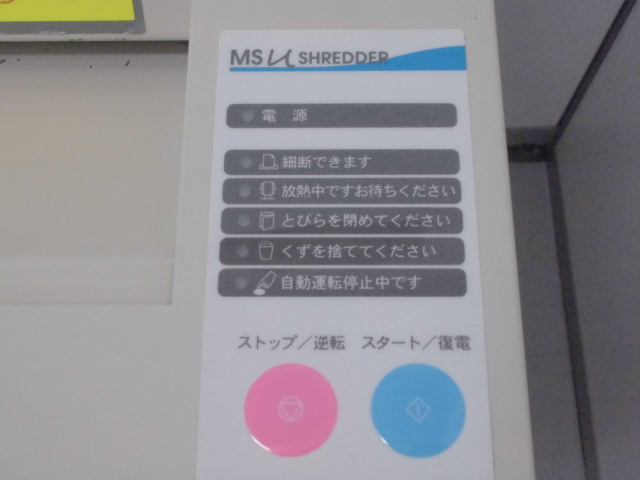 MSμ SHREDDER
電 源
細断できます
放熱中ですお待ちください
とびらを閉めてください
くずを捨ててください
自動運転停止中です
ストップ／逆転 スタート／復電